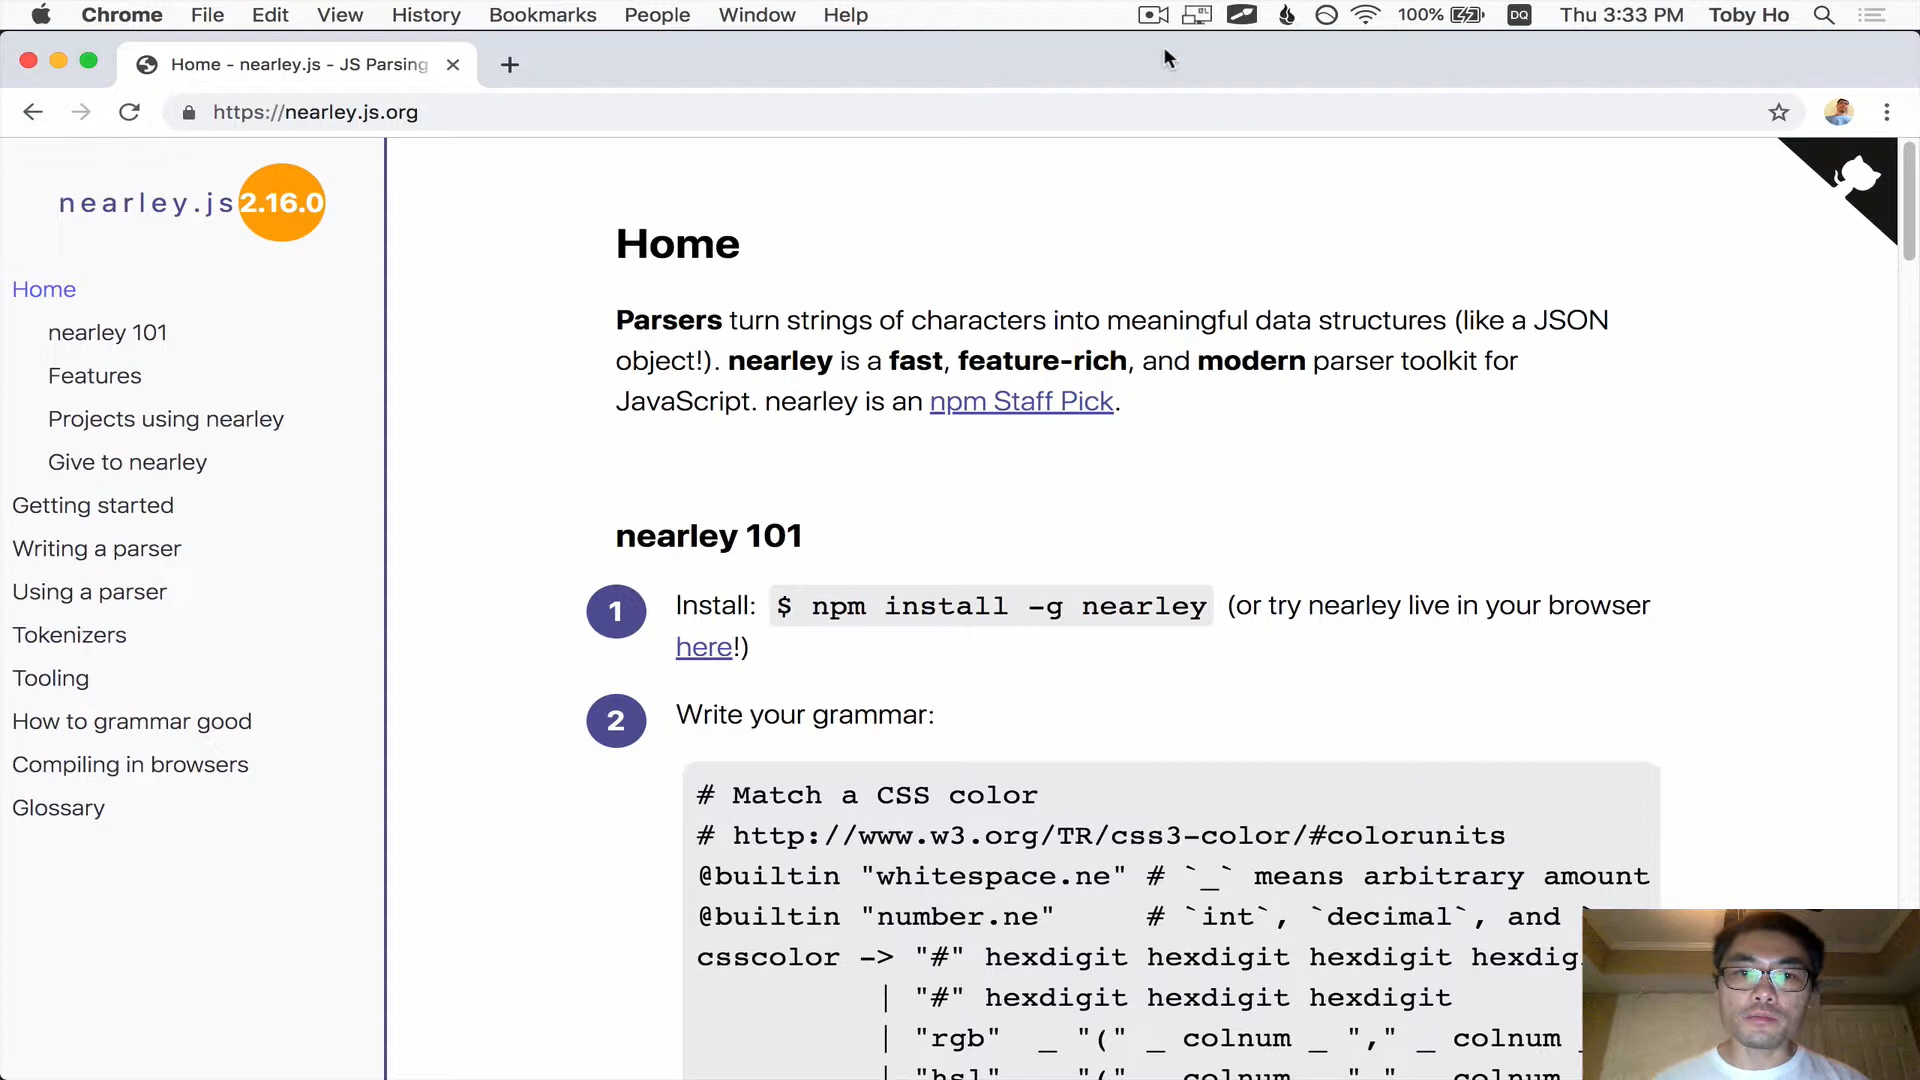 Chrome File Edit View History Bookmarks People Window Help 100% DQ Thu 3:33 PM Toby Ho
Home - nearley.js - JS Parsing
https://nearley.js.org
nearley.js 2.16.0
Home
nearley 101
Features
Projects using nearley
Give to nearley
Getting started
Writing a parser
Using a parser
Tokenizers
Tooling
How to grammar good
Compiling in browsers
Glossary
Home
Parsers turn strings of characters into meaningful data structures (like a JSON
object!). nearley is a fast, feature-rich, and modern parser toolkit for
JavaScript. nearley is an npm Staff Pick.
nearley 101
1 Install: $ npm install -g nearley (or try nearley live in your browser
here!)
2 Write your grammar:
# Match a CSS color
# http://www.w3.org/TR/css3-color/#colorunits
@builtin "whitespace.ne" # `_` means arbitrary amount
@builtin "number.ne" # `int`, `decimal`, and `
csscolor -> "#" hexdigit hexdigit hexdigit hexdig
| "#" hexdigit hexdigit hexdigit
| "rgb" _ "(" _ colnum _ "," _ colnum _
| "hsl" _ "(" _ colnum _ "," _ colnum